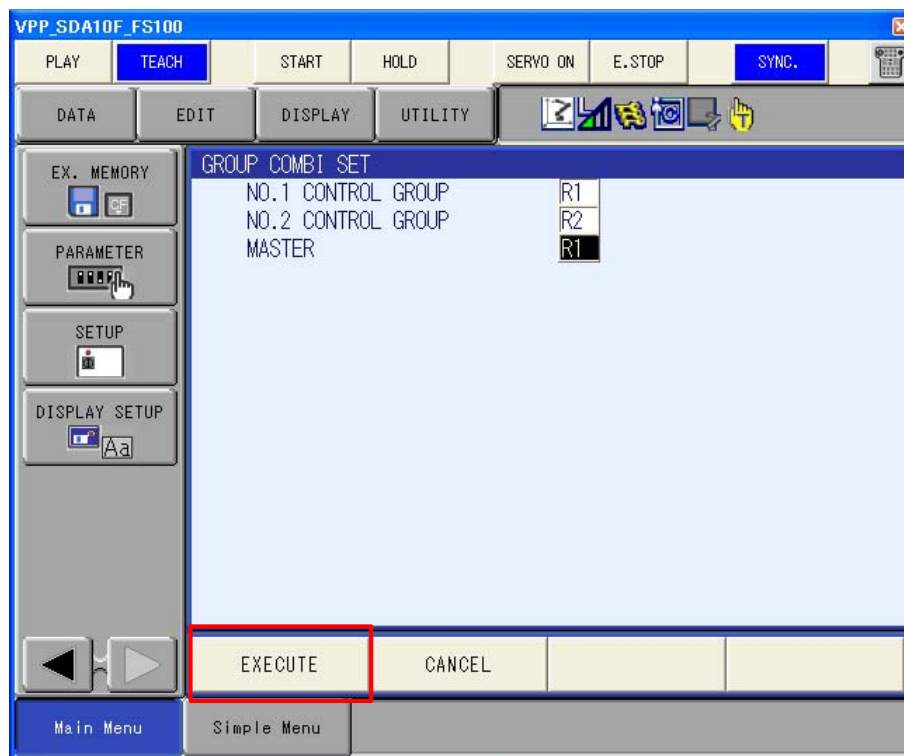 VPP_SDA10F_FS100
PLAY TEACH START HOLD SERVO ON E.STOP SYNC.
DATA EDIT DISPLAY UTILITY
EX. MEMORY
CF
PARAMETER
SETUP
DISPLAY SETUP
Aa
GROUP COMBI SET
NO.1 CONTROL GROUP R1
NO.2 CONTROL GROUP R2
MASTER R1
EXECUTE CANCEL
Main Menu Simple Menu